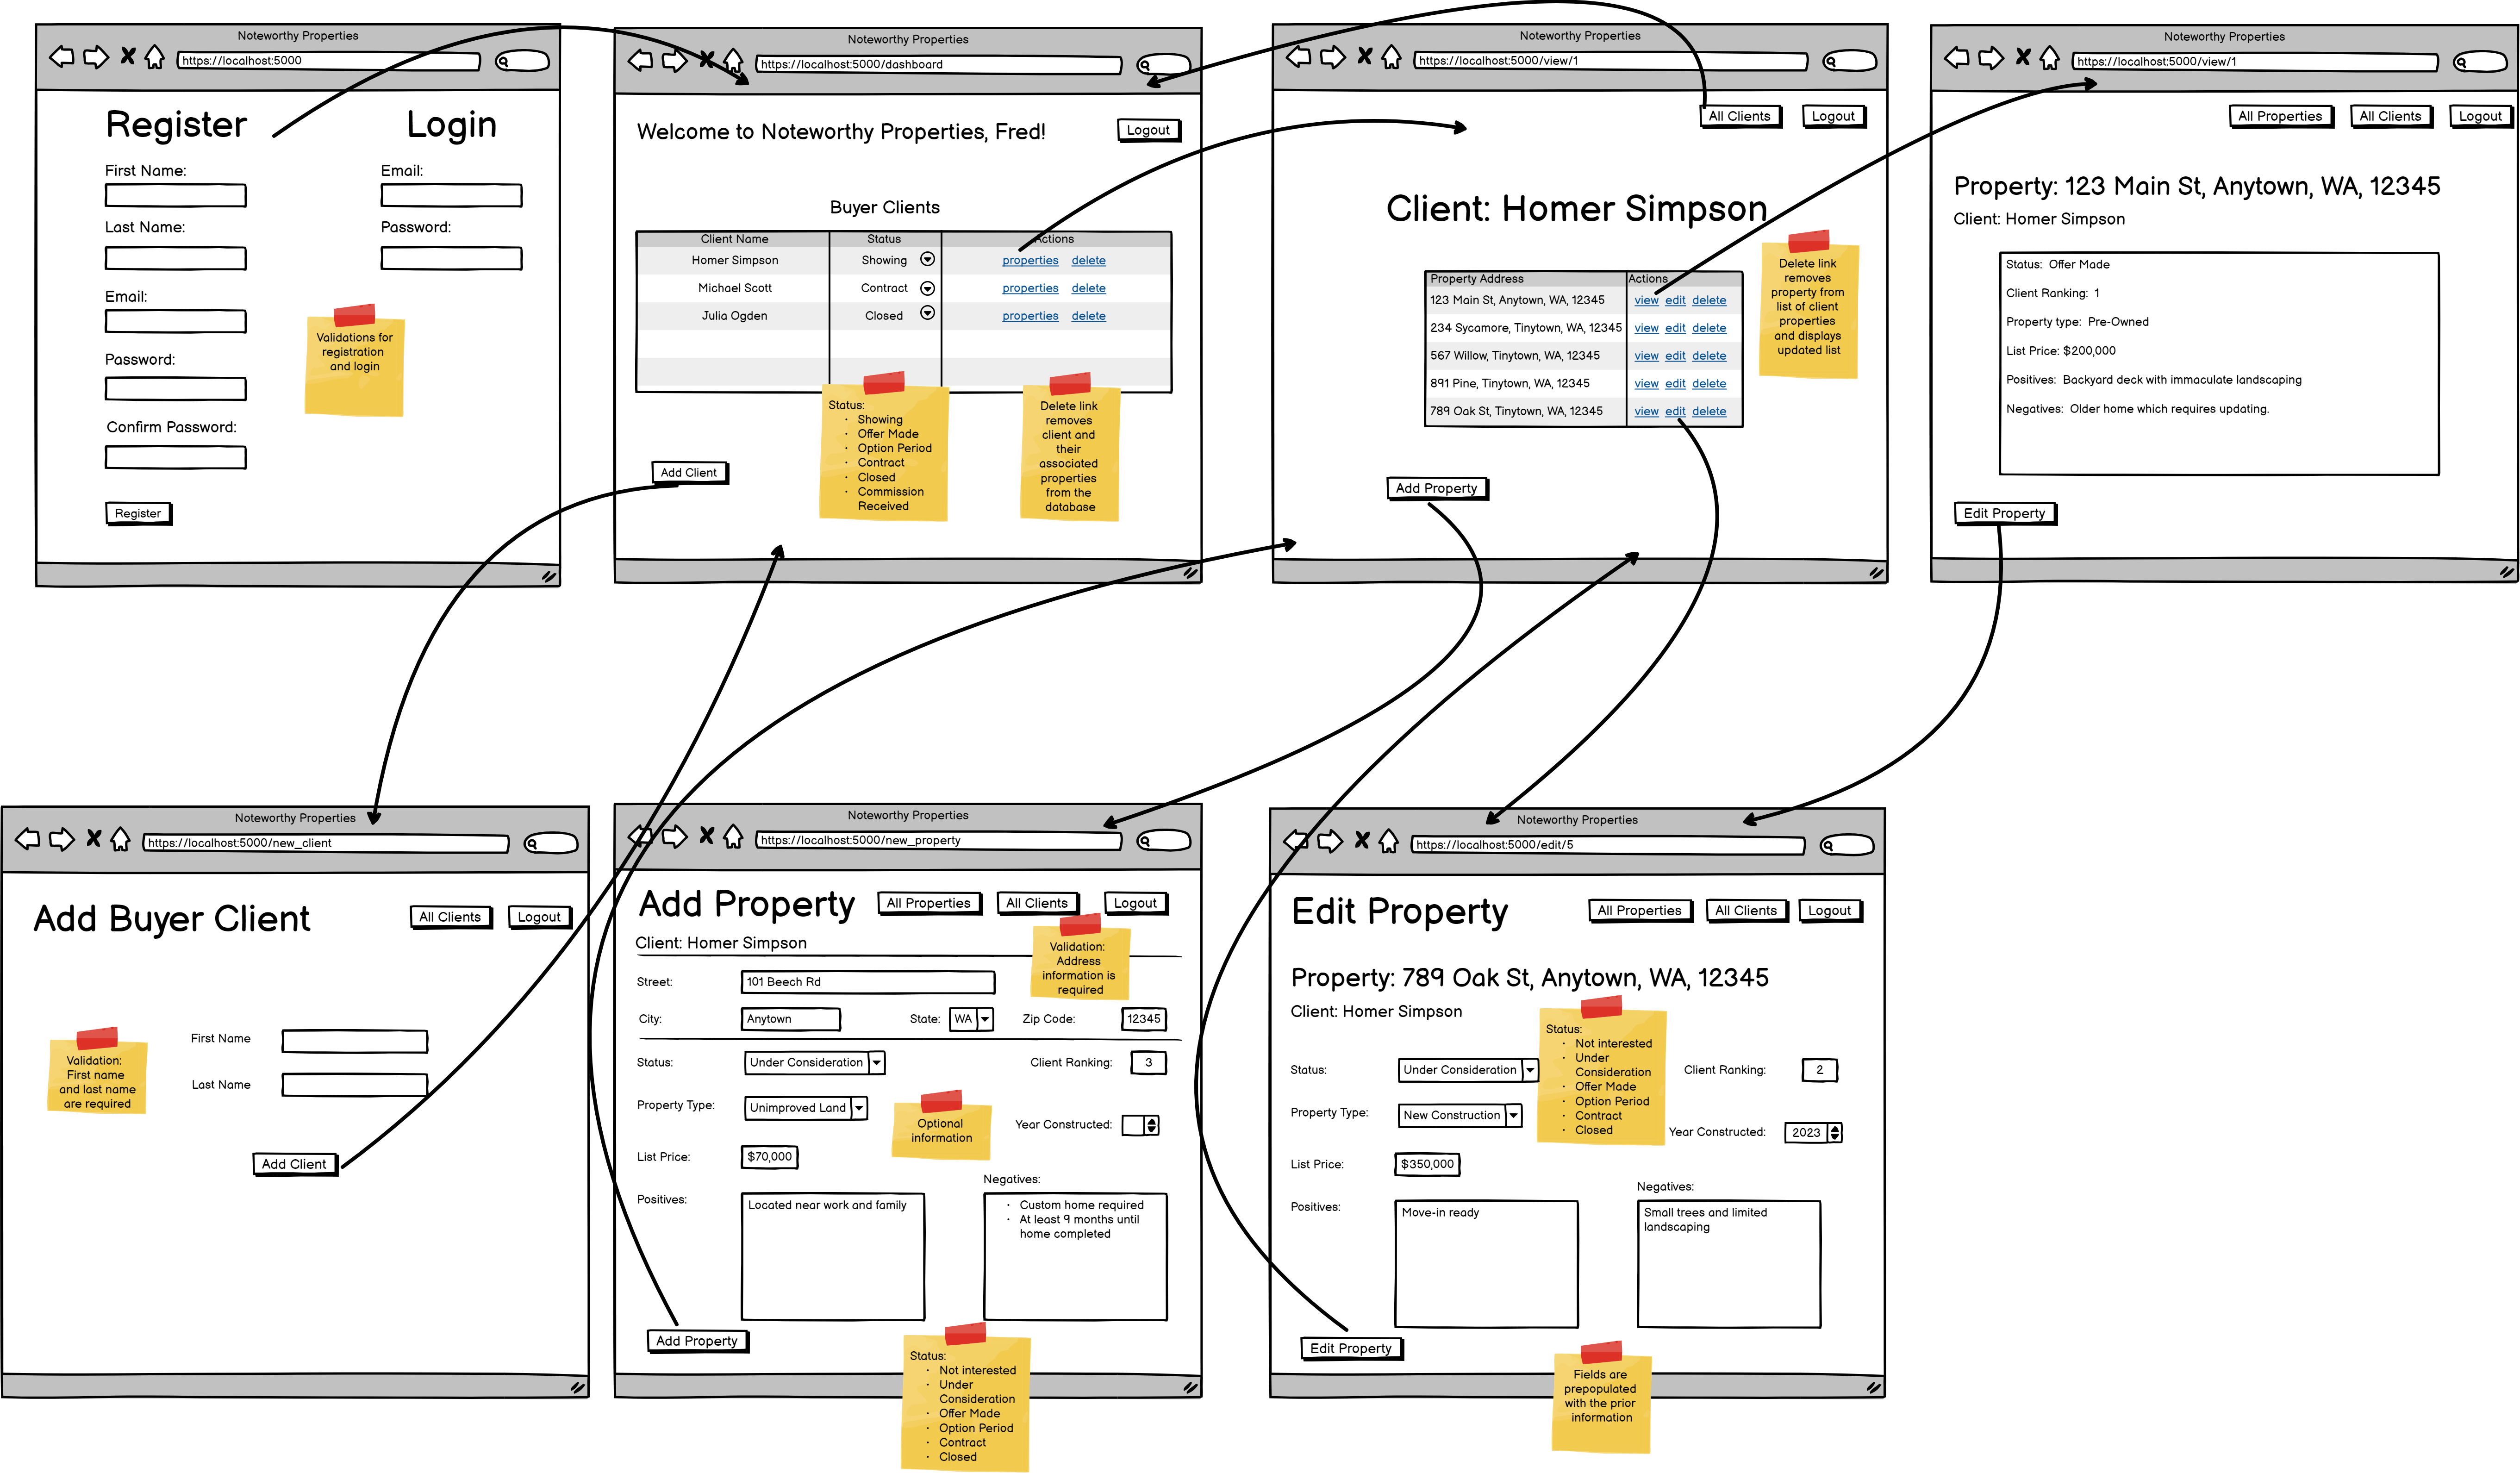 Noteworthy Properties
https://localhost:5000
Register
Login
First Name:
Email:
Last Name:
Password:
Email:
Validations for
registration
and login
Password:
Confirm Password:
Register
Noteworthy Properties
https://localhost:5000/dashboard
Welcome to Noteworthy Properties, Fred!
Logout
Buyer Clients
Client Name Status Actions
Homer Simpson Showing properties delete
Michael Scott Contract properties delete
Julia Ogden Closed properties delete
Status:
· Showing
· Offer Made
· Option Period
· Contract
· Closed
· Commission
Received
Delete link
removes
client and
their
associated
properties
from the
database
Add Client
Noteworthy Properties
https://localhost:5000/view/1
All Clients
Logout
Client: Homer Simpson
Property Address Actions
123 Main St, Anytown, WA, 12345 view edit delete
234 Sycamore, Tinytown, WA, 12345 view edit delete
567 Willow, Tinytown, WA, 12345 view edit delete
891 Pine, Tinytown, WA, 12345 view edit delete
789 Oak St, Tinytown, WA, 12345 view edit delete
Delete link
removes
property from
list of client
properties
and displays
updated list
Add Property
Noteworthy Properties
https://localhost:5000/view/1
All Properties
All Clients
Logout
Property: 123 Main St, Anytown, WA, 12345
Client: Homer Simpson
Status: Offer Made
Client Ranking: 1
Property type: Pre-Owned
List Price: $200,000
Positives: Backyard deck with immaculate landscaping
Negatives: Older home which requires updating.
Edit Property
Noteworthy Properties
https://localhost:5000/new_client
Add Buyer Client
All Clients
Logout
Validation:
First name
and last name
are required
First Name
Last Name
Add Client
Noteworthy Properties
https://localhost:5000/new_property
Add Property
All Properties
All Clients
Logout
Client: Homer Simpson
Validation:
Address
information is
required
Street: 101 Beech Rd
City: Anytown State: WA Zip Code: 12345
Status: Under Consideration Client Ranking: 3
Property Type: Unimproved Land
Optional
information
Year Constructed:
List Price: $70,000
Positives:
Located near work and family
Negatives:
· Custom home required
· At least 9 months until
home completed
Add Property
Status:
· Not interested
· Under
Consideration
· Offer Made
· Option Period
· Contract
· Closed
Noteworthy Properties
https://localhost:5000/edit/5
Edit Property
All Properties
All Clients
Logout
Property: 789 Oak St, Anytown, WA, 12345
Client: Homer Simpson
Status:
· Not interested
· Under
Consideration
· Offer Made
· Option Period
· Contract
· Closed
Status: Under Consideration Client Ranking: 2
Property Type: New Construction
Year Constructed: 2023
List Price: $350,000
Positives:
Move-in ready
Negatives:
Small trees and limited
landscaping
Edit Property
Fields are
prepopulated
with the prior
information